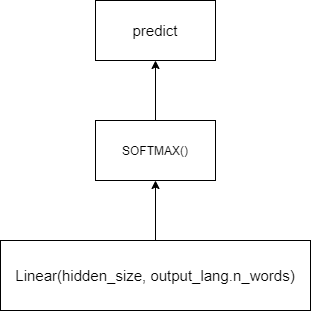 predict
SOFTMAX()
Linear(hidden_size, output_lang.n_words)